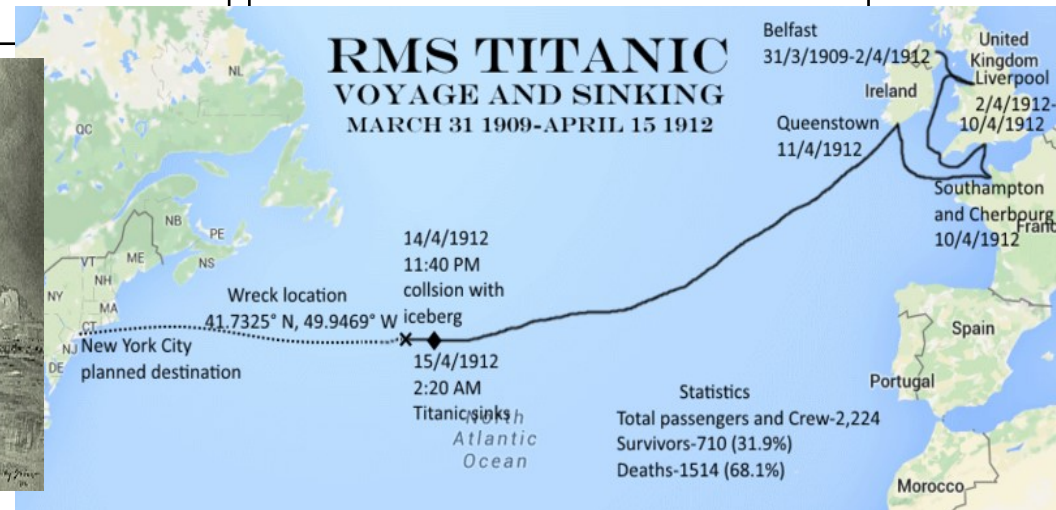 RMS TITANIC
VOYAGE AND SINKING
MARCH 31 1909-APRIL 15 1912
Belfast
31/3/1909-2/4/1912
United
Kingdom
Liverpool
2/4/1912-
10/4/1912
Ireland
Queenstown
11/4/1912
Southampton
and Cherbourg
10/4/1912
Franc
NL
QC
NB
PE
NS
ME
VT
NH
NY
MA
CT
NJ
DE
14/4/1912
11:40 PM
collsion with
iceberg
Wreck location
41.7325° N, 49.9469° W
New York City
planned destination
15/4/1912
2:20 AM
Titanic sinks
North
Atlantic
Ocean
Spain
Portugal
Morocco
Statistics
Total passengers and Crew-2,224
Survivors-710 (31.9%)
Deaths-1514 (68.1%)